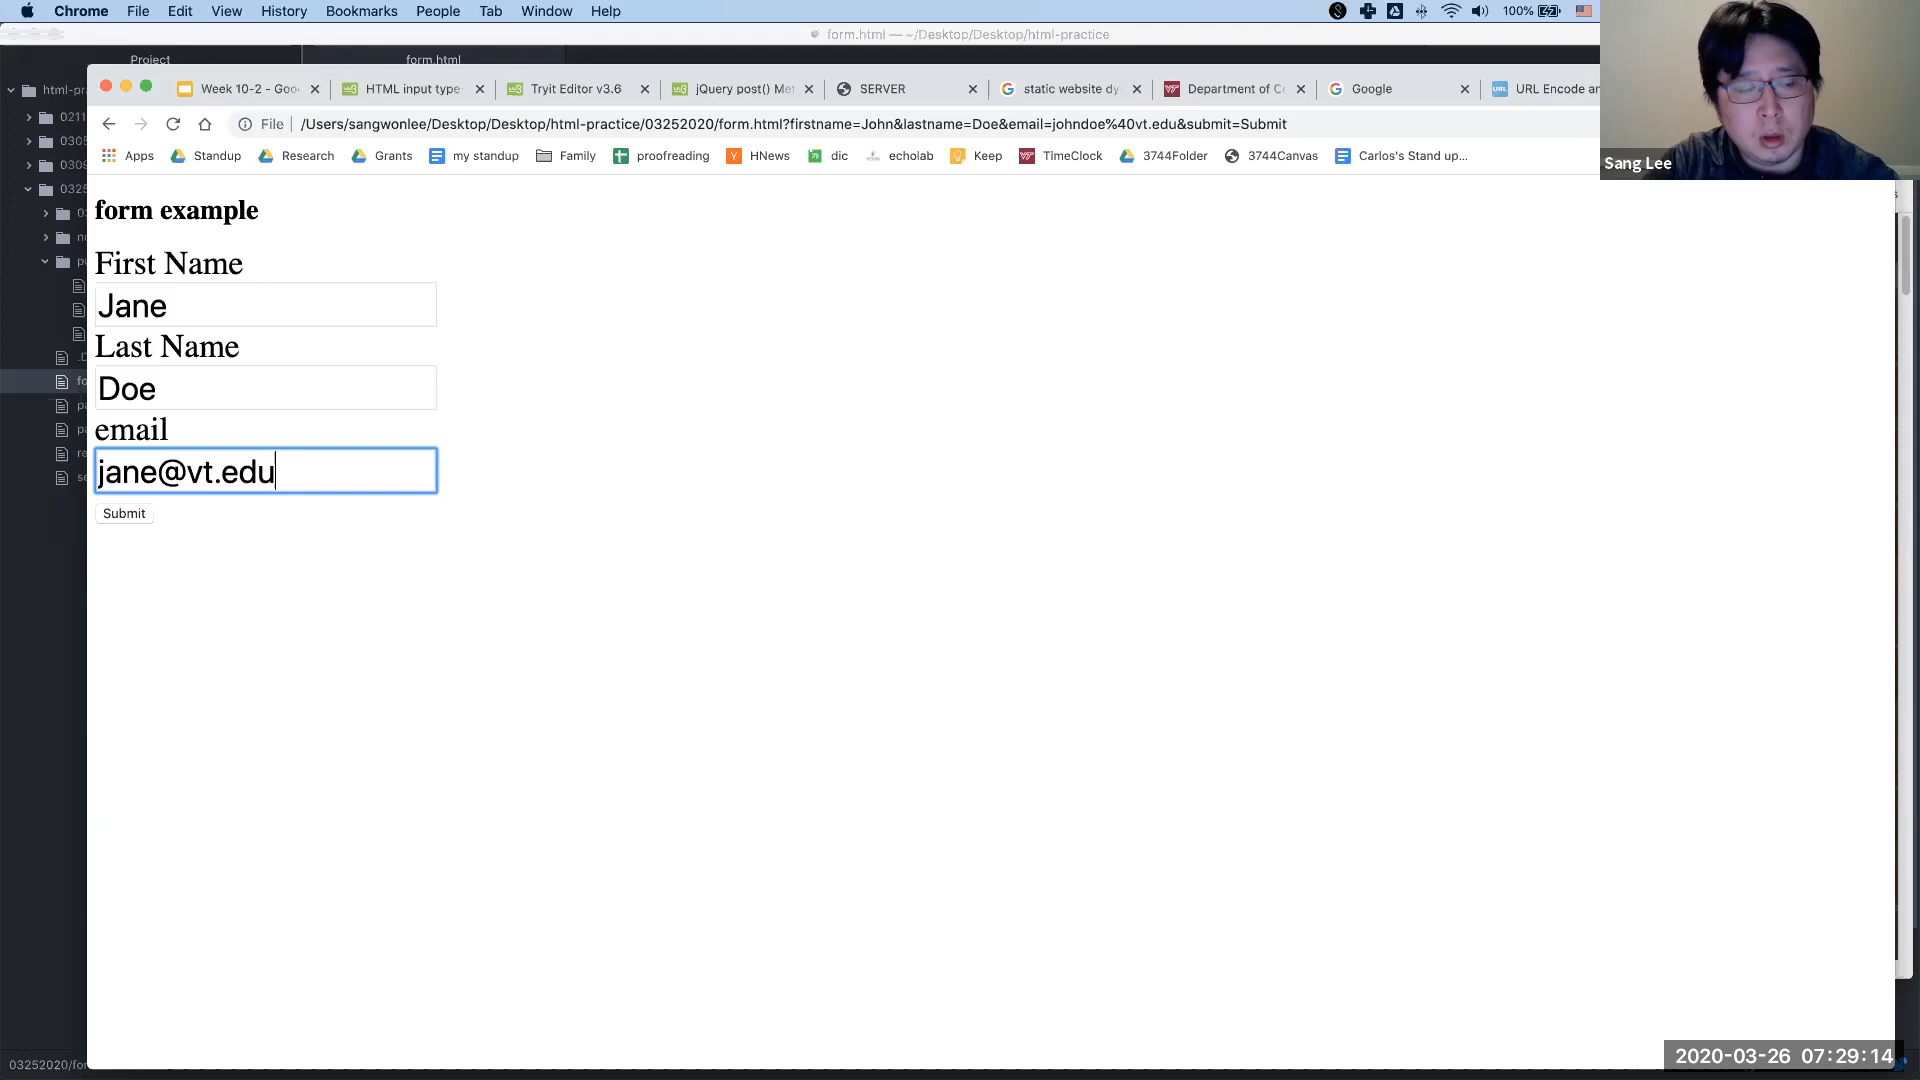 Chrome File Edit View History Bookmarks People Tab Window Help 100%
form.html — ~/Desktop/Desktop/html-practice
Project form.html
Week 10-2 - Goo HTML input type Tryit Editor v3.6 jQuery post() Met SERVER static website dy Department of Co Google URL Encode an
File /Users/sangwonlee/Desktop/Desktop/html-practice/03252020/form.html?firstname=John&lastname=Doe&email=johndoe%40vt.edu&submit=Submit
Apps Standup Research Grants my standup Family proofreading HNews dic echolab Keep TimeClock 3744Folder 3744Canvas Carlos's Stand up...
Sang Lee
form example
First Name
Jane
Last Name
Doe
email
jane@vt.edu
Submit
03252020/for
2020-03-26 07:29:14